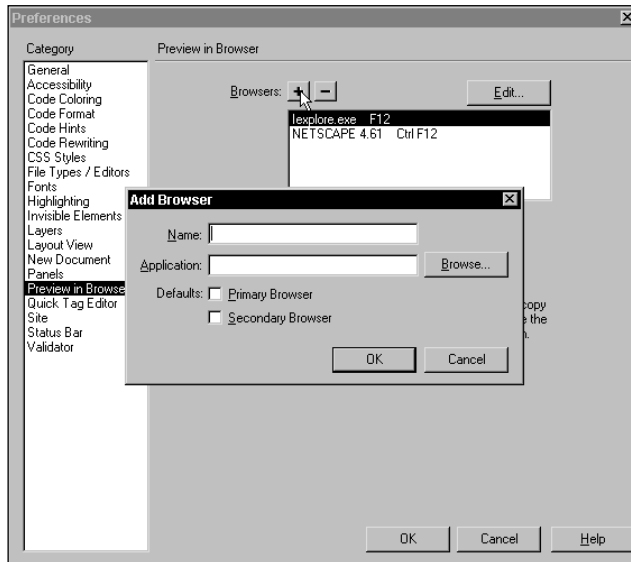 Preferences
Category
Preview in Browser
General
Accessibility
Code Coloring
Code Format
Code Hints
Code Rewriting
CSS Styles
File Types / Editors
Fonts
Highlighting
Invisible Elements
Layers
Layout View
New Document
Panels
Preview in Browse
Quick Tag Editor
Site
Status Bar
Validator
Browsers: + −
Edit...
Iexplore.exe F12
NETSCAPE 4.61 Ctrl F12
Add Browser
Name:
Application:
Browse...
Defaults: Primary Browser
Secondary Browser
OK Cancel
copy
the
OK Cancel Help